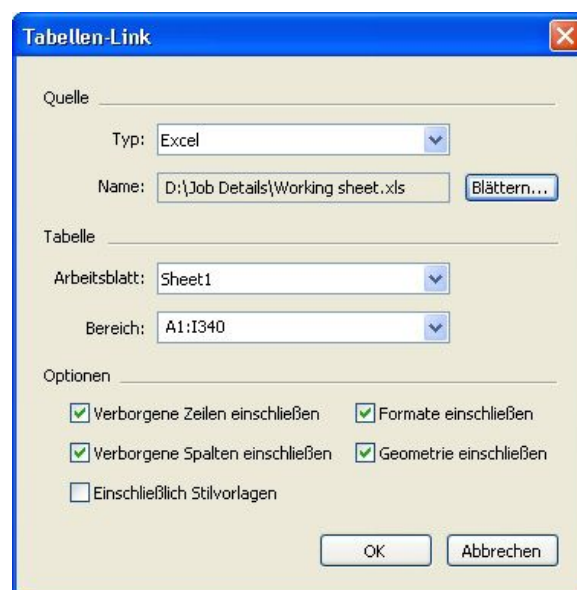 Tabellen-Link
Quelle
Typ: Excel
Name: D:\Job Details\Working sheet.xls Blättern...
Tabelle
Arbeitsblatt: Sheet1
Bereich: A1:I340
Optionen
Verborgene Zeilen einschließen Formate einschließen
Verborgene Spalten einschließen Geometrie einschließen
Einschließlich Stilvorlagen
OK Abbrechen